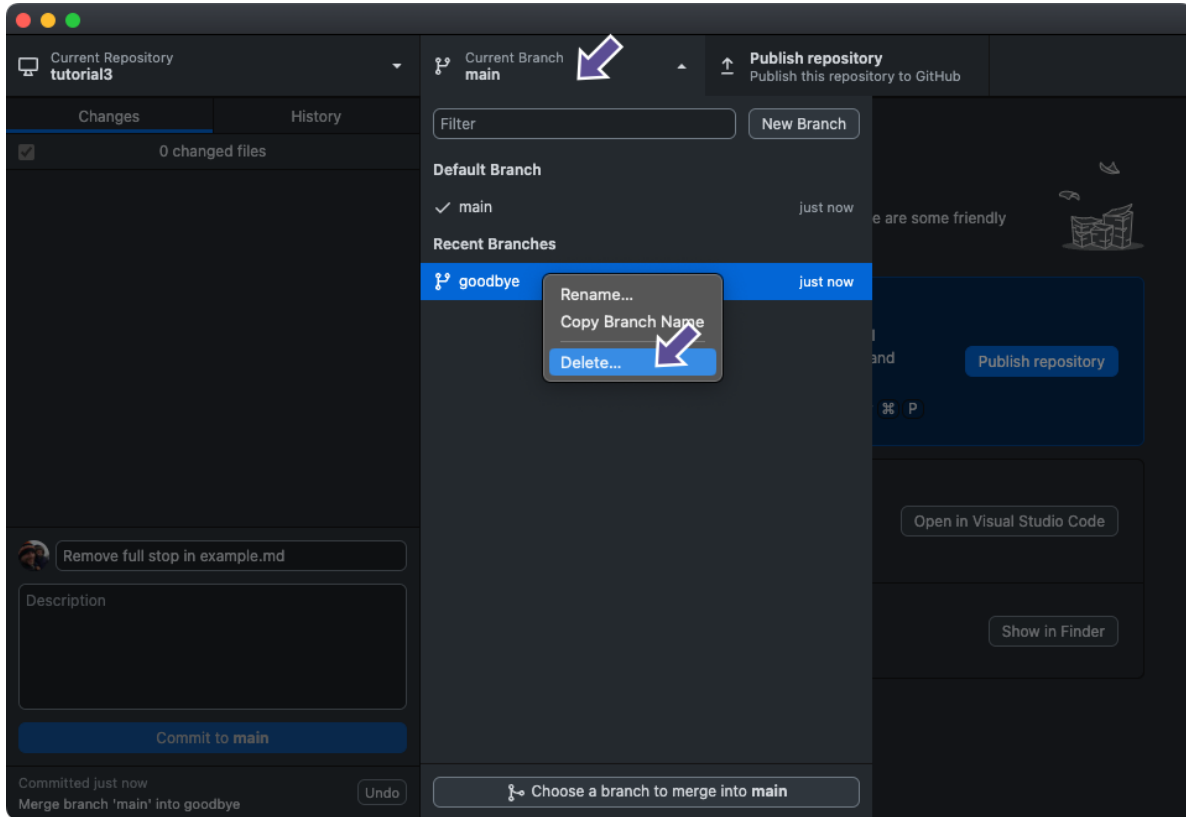 Current Repository
tutorial3
Current Branch
main
Publish repository
Publish this repository to GitHub
Changes
History
0 changed files
Filter
New Branch
Default Branch
main
just now
e are some friendly
Recent Branches
goodbye
just now
Rename...
Copy Branch Name
Delete...
and
Publish repository
⌘ P
Open in Visual Studio Code
Remove full stop in example.md
Description
Show in Finder
Commit to main
Committed just now
Merge branch 'main' into goodbye
Undo
Choose a branch to merge into main